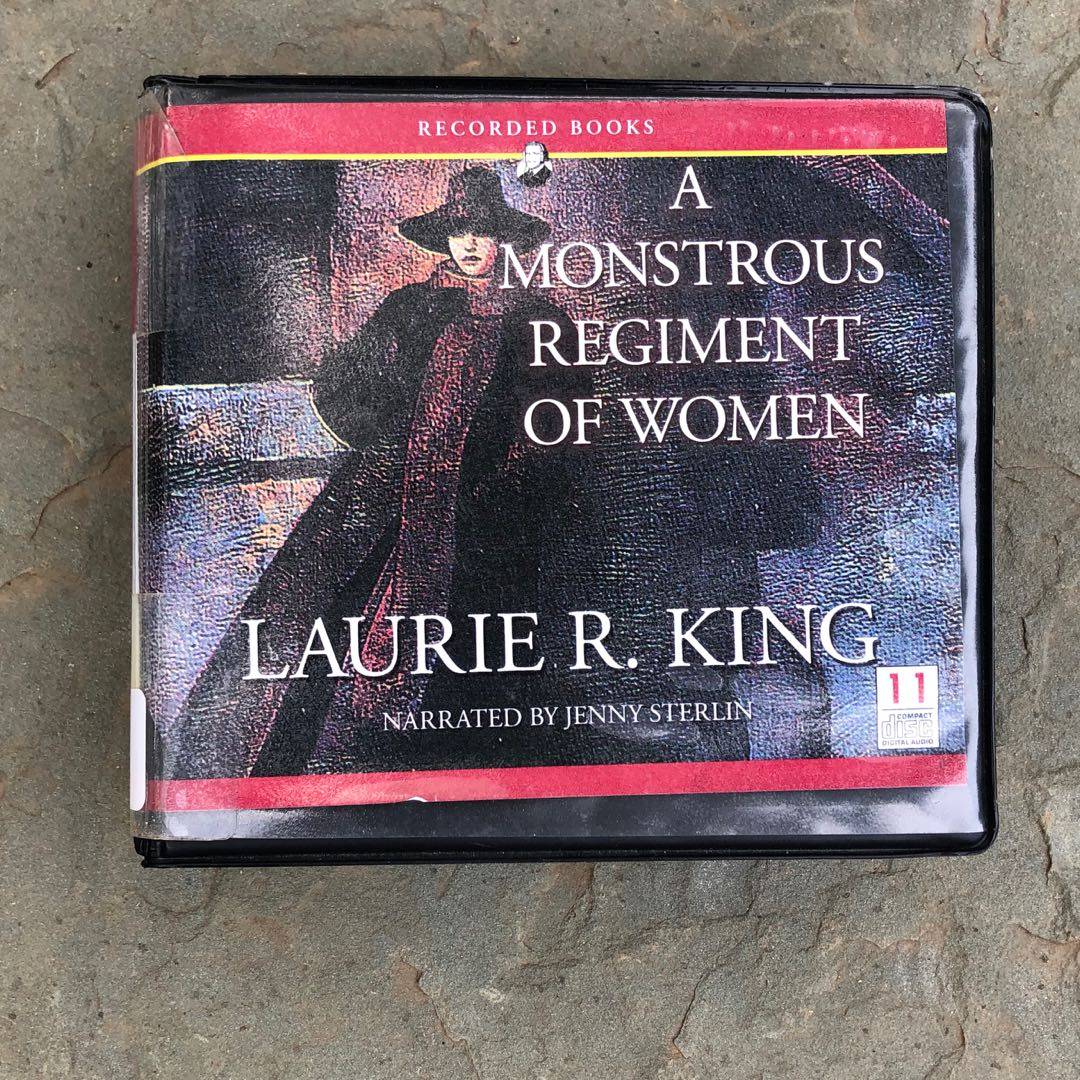 RECORDED BOOKS
A
MONSTROUS
REGIMENT
OF WOMEN
LAURIE R. KING
NARRATED BY JENNY STERLIN
11
COMPACT
disc
DIGITAL AUDIO